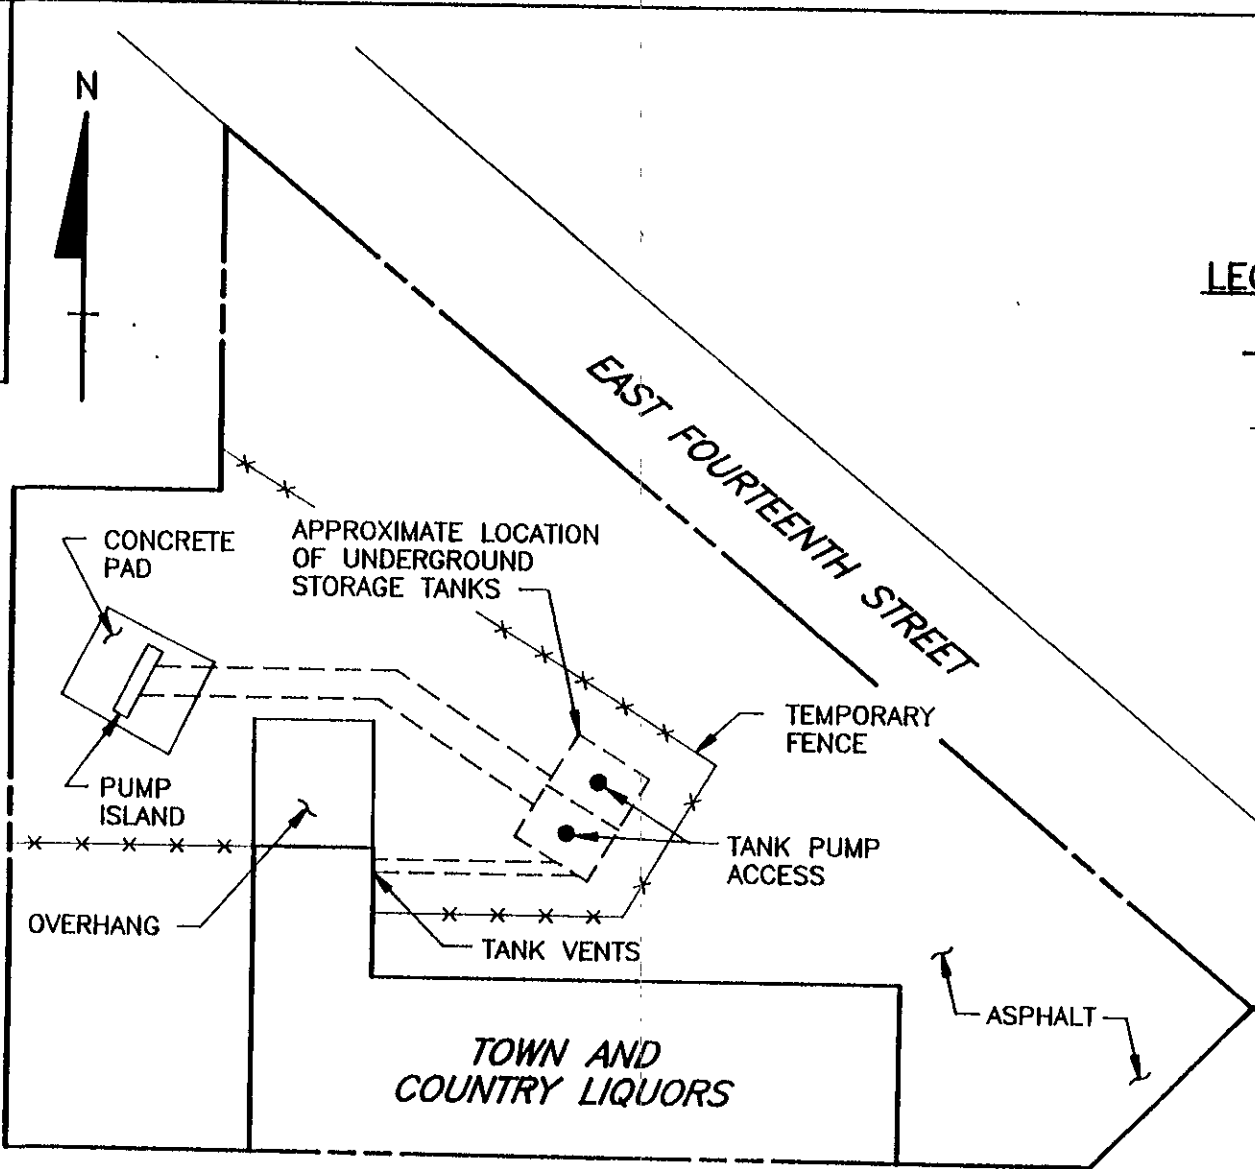 N
LEG
EAST FOURTEENTH STREET
CONCRETE
PAD
APPROXIMATE LOCATION
OF UNDERGROUND
STORAGE TANKS
TEMPORARY
FENCE
PUMP
ISLAND
TANK PUMP
ACCESS
OVERHANG
TANK VENTS
ASPHALT
TOWN AND
COUNTRY LIQUORS